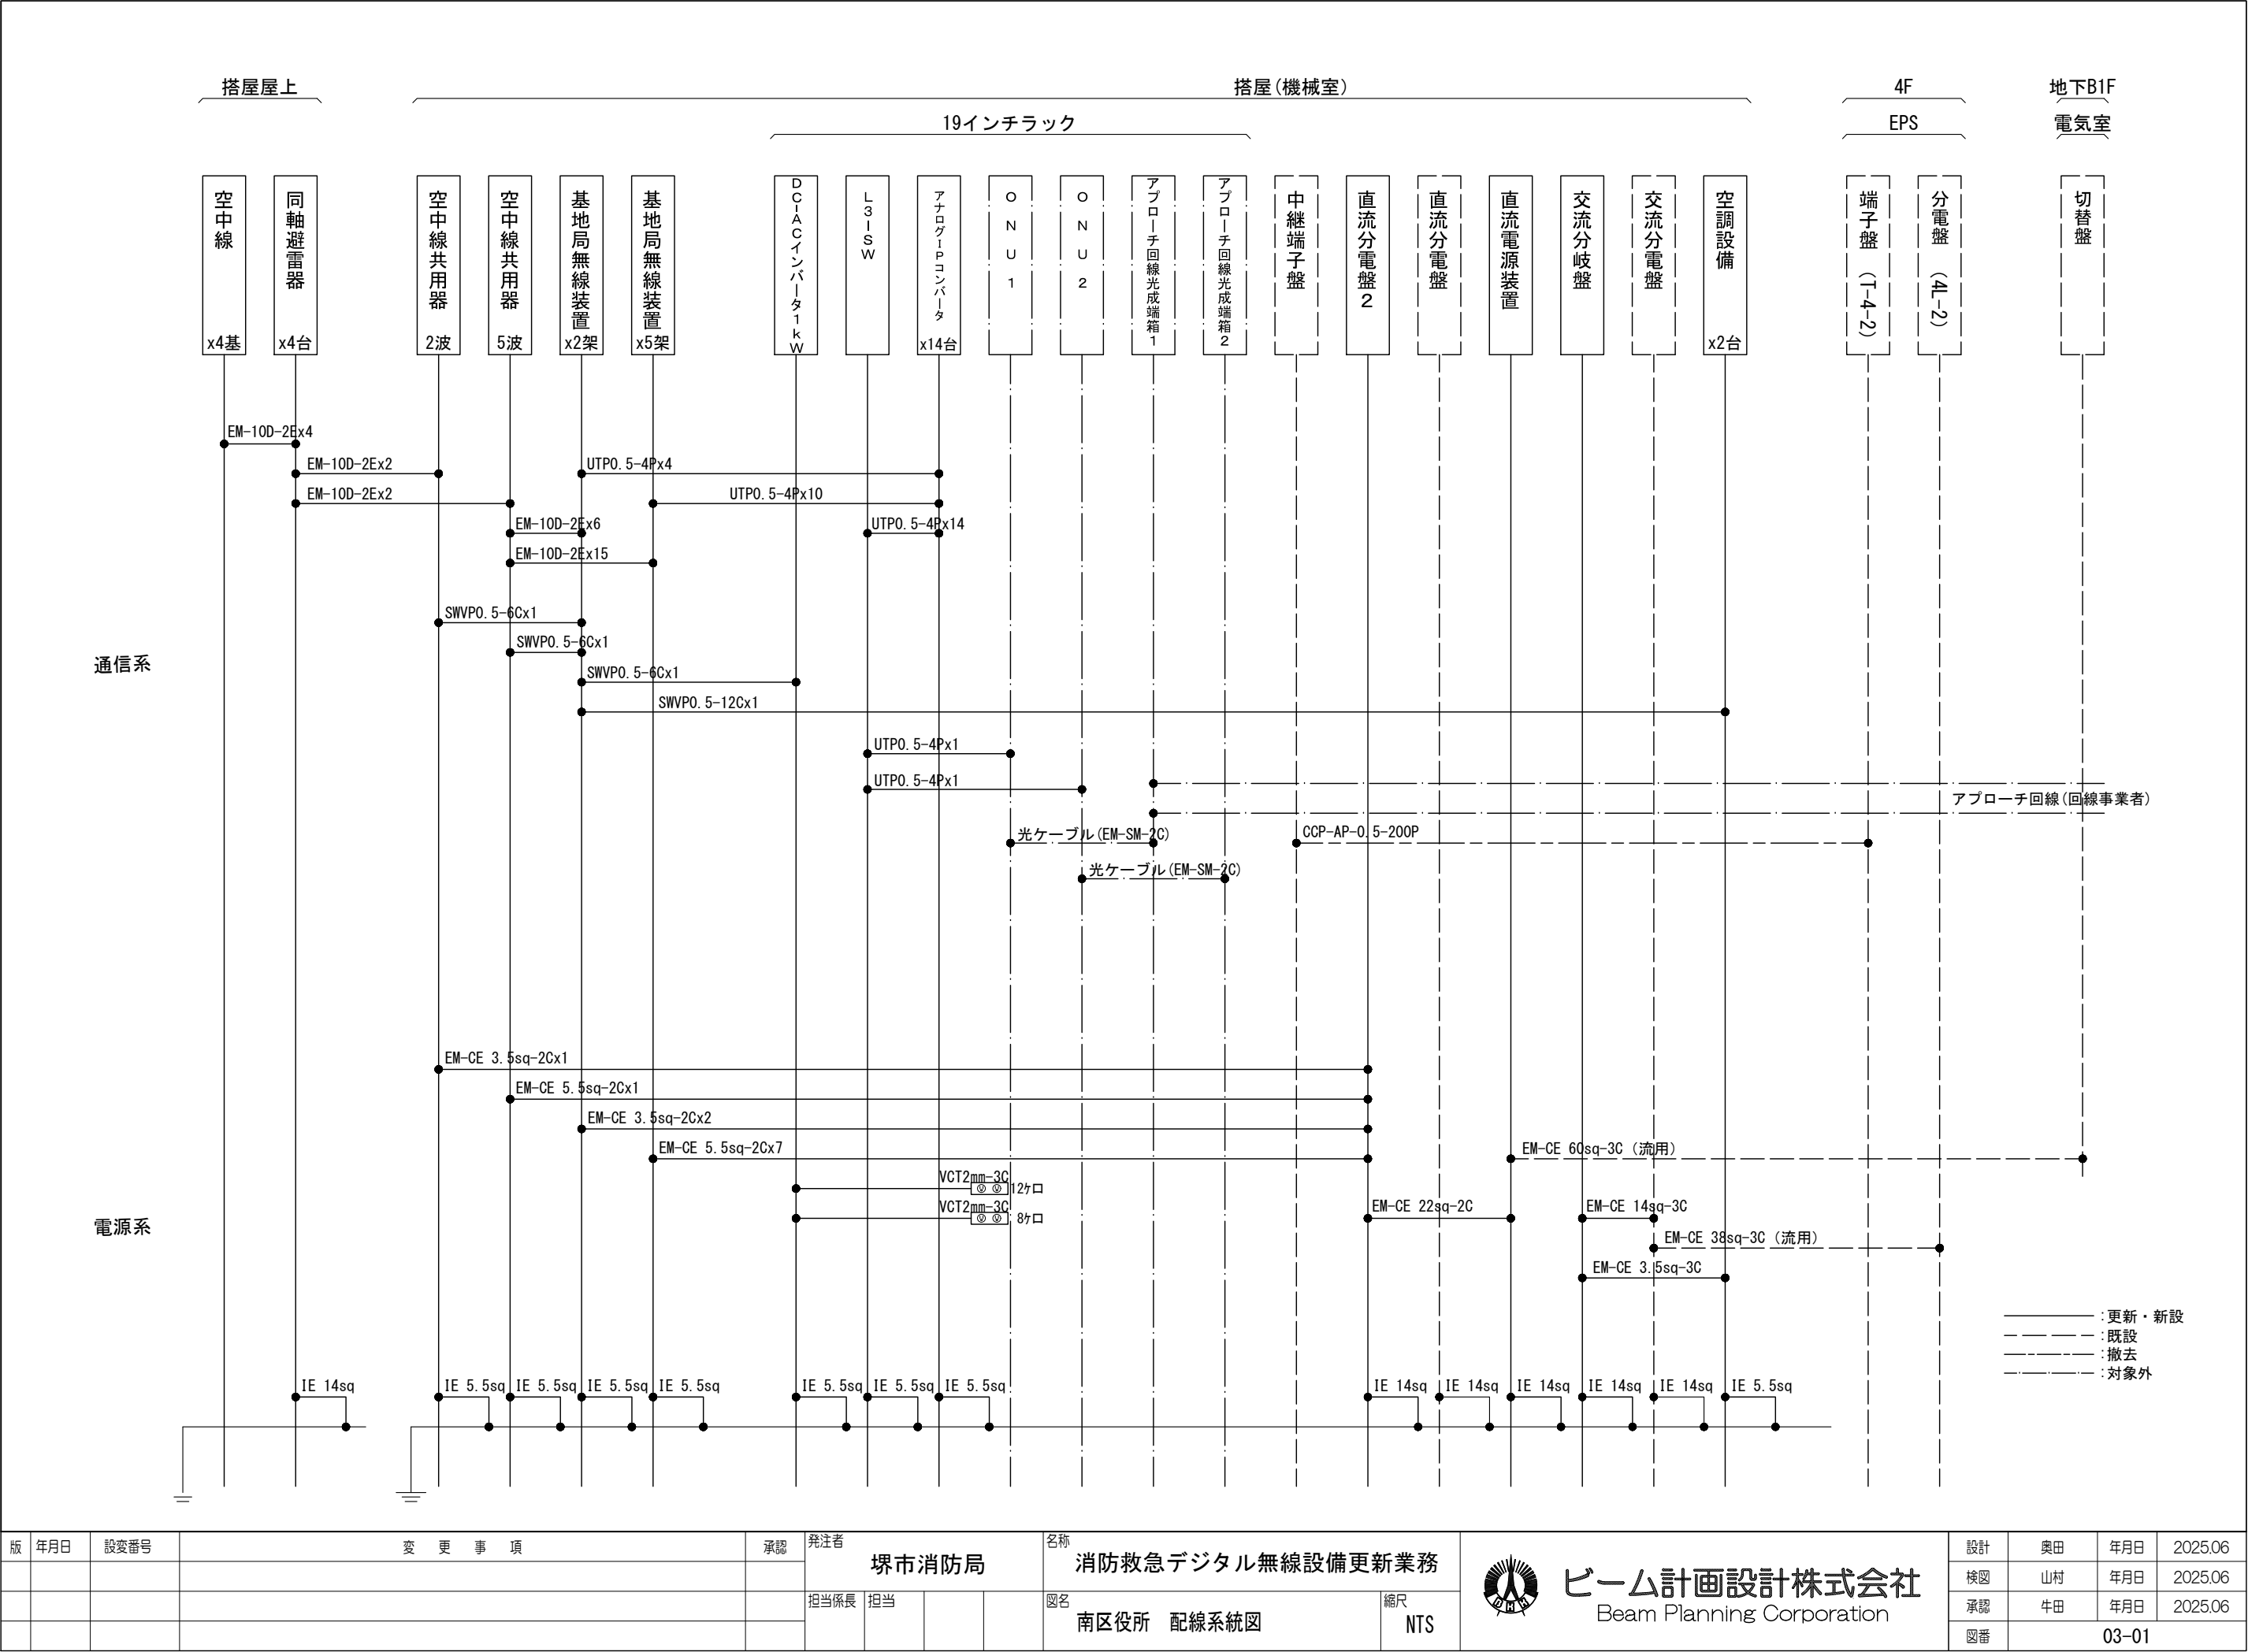 搭屋屋上
搭屋(機械室)
4F
地下B1F
19インチラック
EPS
電気室
空中線
x4基
同軸避雷器
x4台
空中線共用器
2波
空中線共用器
5波
基地局無線装置
x2架
基地局無線装置
x5架
DC-ACインバータ1kW
L3-SW
アナログIPコンバータ
x14台
ONU1
ONU2
アプローチ回線光成端箱1
アプローチ回線光成端箱2
中継端子盤
直流分電盤2
直流分電盤
直流電源装置
交流分岐盤
交流分電盤
空調設備
x2台
端子盤 (T-4-2)
分電盤 (4L-2)
切替盤
EM-10D-2Ex4
EM-10D-2Ex2
UTP0.5-4Px4
EM-10D-2Ex2
UTP0.5-4Px10
EM-10D-2Ex6
UTP0.5-4Px14
EM-10D-2Ex15
SWVP0.5-6Cx1
SWVP0.5-6Cx1
通信系
SWVP0.5-6Cx1
SWVP0.5-12Cx1
UTP0.5-4Px1
UTP0.5-4Px1
アプローチ回線(回線事業者)
光ケーブル(EM-SM-2C)
CCP-AP-0.5-200P
光ケーブル(EM-SM-2C)
EM-CE 3.5sq-2Cx1
EM-CE 5.5sq-2Cx1
EM-CE 3.5sq-2Cx2
EM-CE 5.5sq-2Cx7
EM-CE 60sq-3C (流用)
VCT2mm-3C
12ケ口
VCT2mm-3C
8ケ口
EM-CE 22sq-2C
EM-CE 14sq-3C
電源系
EM-CE 38sq-3C (流用)
EM-CE 3.5sq-3C
:更新・新設
:既設
:撤去
:対象外
IE 14sq
IE 5.5sq
IE 5.5sq
IE 5.5sq
IE 5.5sq
IE 5.5sq
IE 5.5sq
IE 5.5sq
IE 14sq
IE 14sq
IE 14sq
IE 14sq
IE 14sq
IE 5.5sq
版
年月日
設変番号
変 更 事 項
承認
発注者
堺市消防局
担当係長
担当
名称
消防救急デジタル無線設備更新業務
図名
南区役所 配線系統図
縮尺
NTS
ビーム計画設計株式会社
Beam Planning Corporation
設計 奥田 年月日 2025.06
検図 山村 年月日 2025.06
承認 牛田 年月日 2025.06
図番 03-01